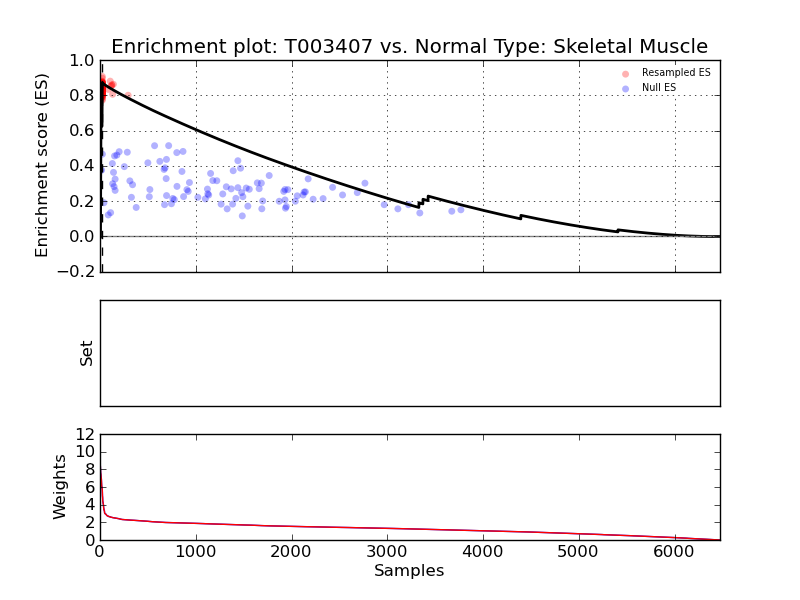 Enrichment plot: T003407 vs. Normal Type: Skeletal Muscle
1.0
0.8
0.6
0.4
0.2
0.0
−0.2
Enrichment score (ES)
Resampled ES
Null ES
Set
12
10
8
6
4
2
0
Weights
0 1000 2000 3000 4000 5000 6000
Samples